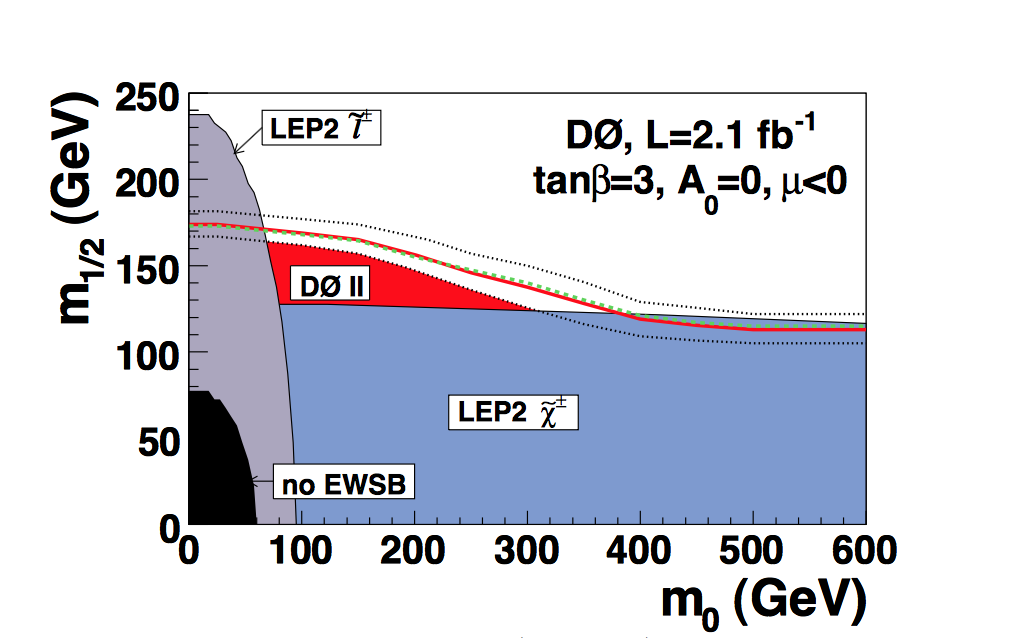 250
200
150
100
50
0
m1/2 (GeV)
LEP2 l̃±
DØ, L=2.1 fb-1
tanβ=3, A0=0, μ<0
DØ II
LEP2 χ̃±
no EWSB
0 100 200 300 400 500 600
m0 (GeV)